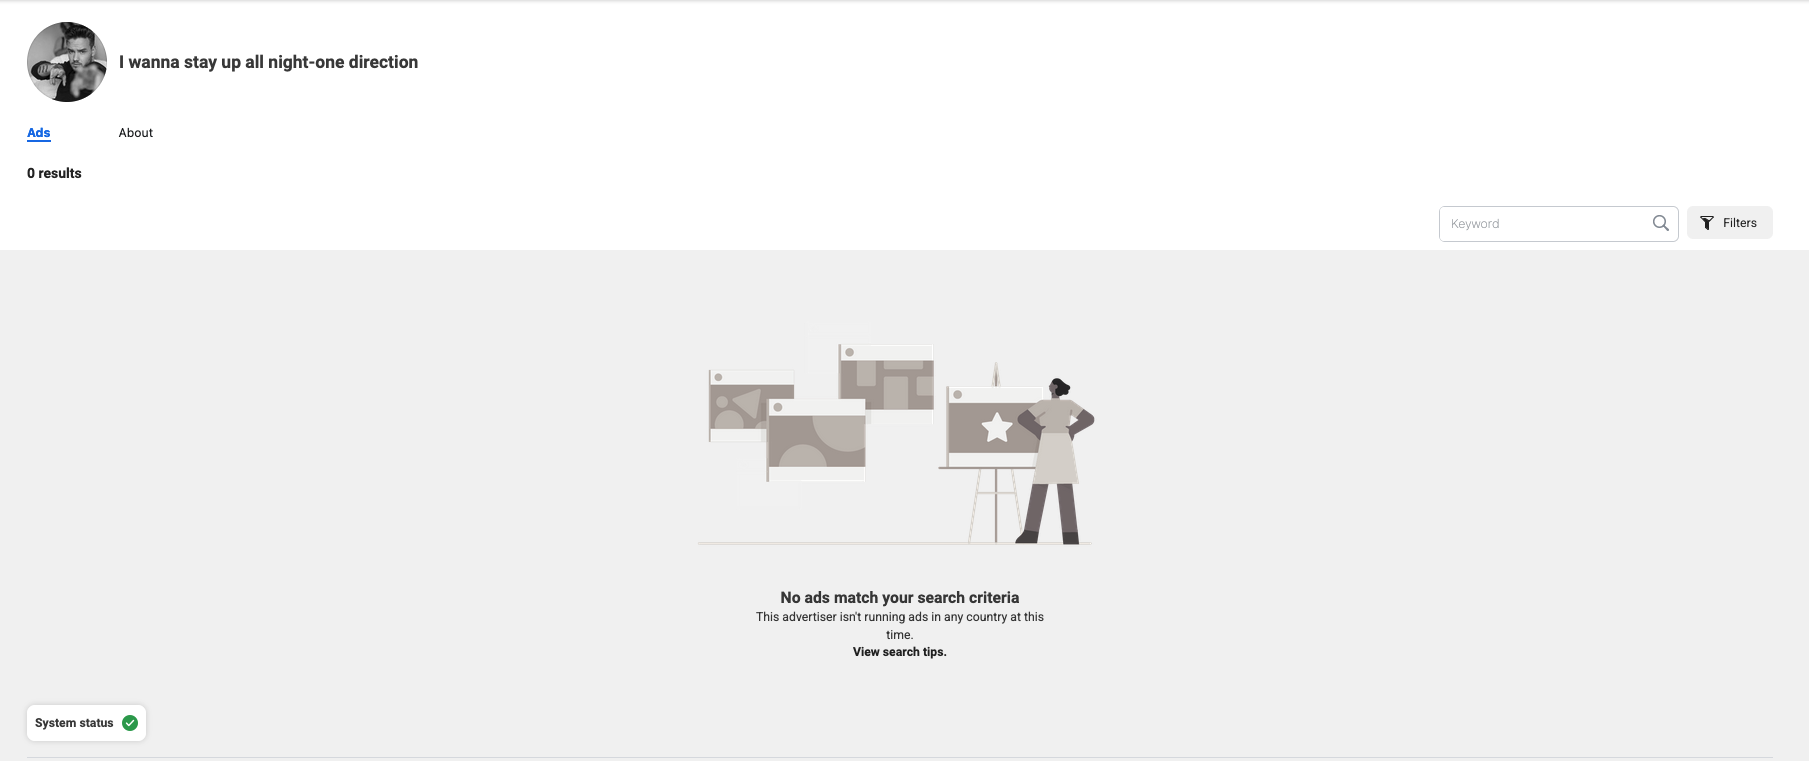 I wanna stay up all night-one direction
Ads
About
0 results
Keyword
Filters
No ads match your search criteria
This advertiser isn't running ads in any country at this
time.
View search tips.
System status